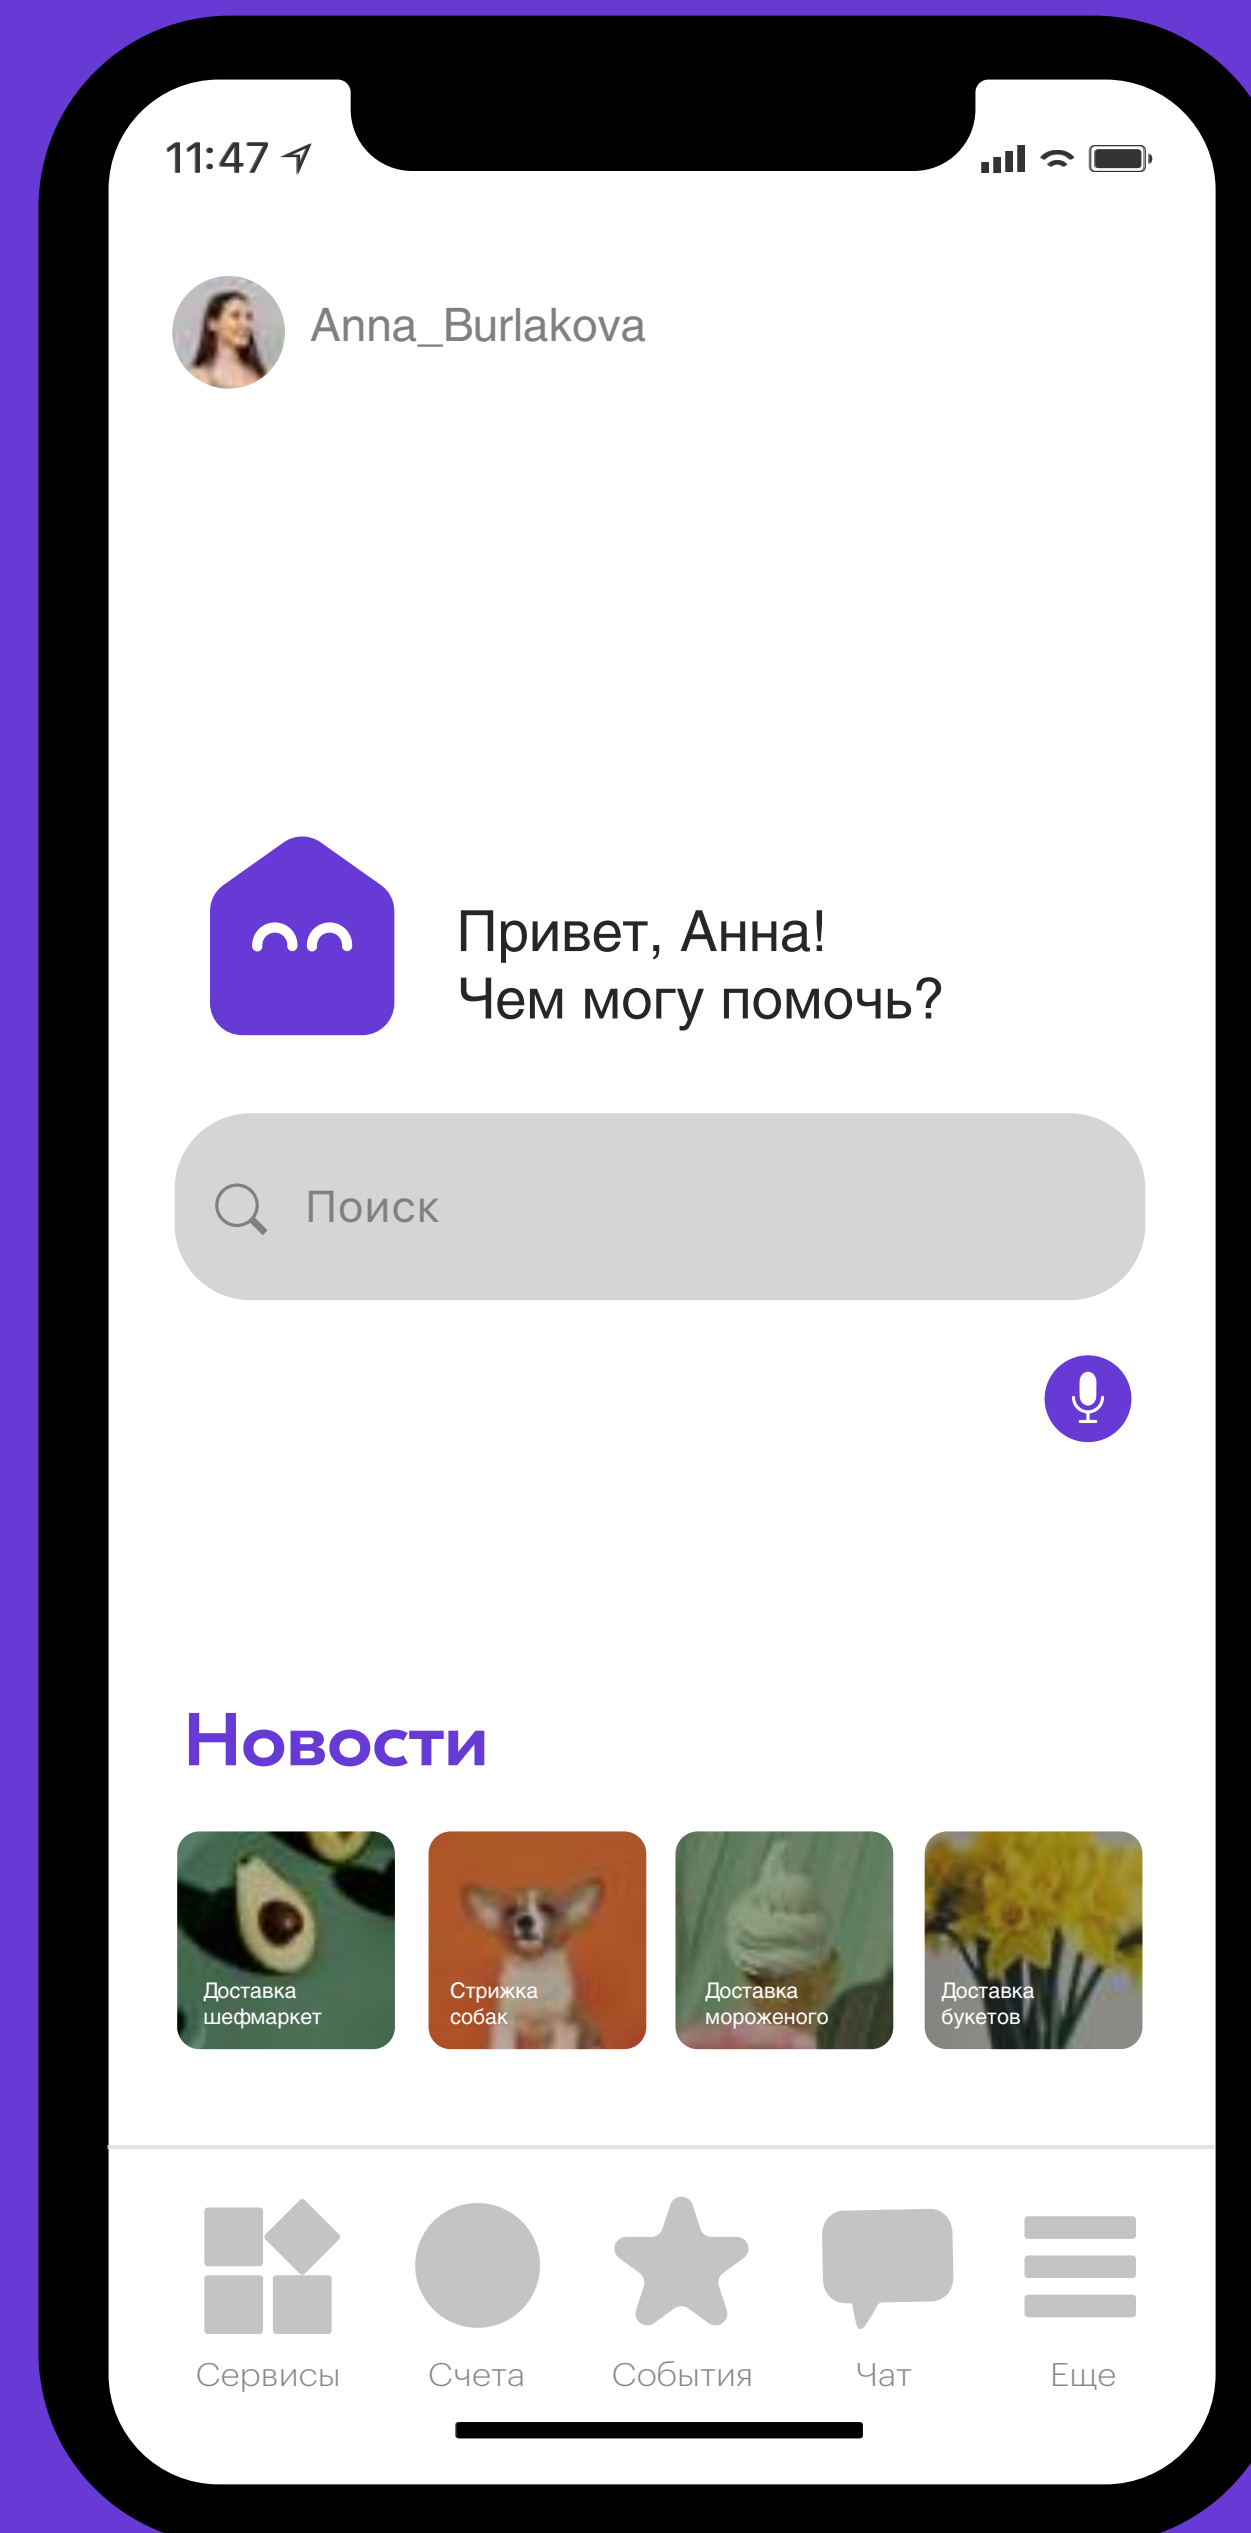 11:47
Anna_Burlakova
Привет, Анна!
Чем могу помочь?
Поиск
Новости
Доставка
шефмаркет
Стрижка
собак
Доставка
мороженого
Доставка
букетов
Сервисы
Счета
События
Чат
Еще